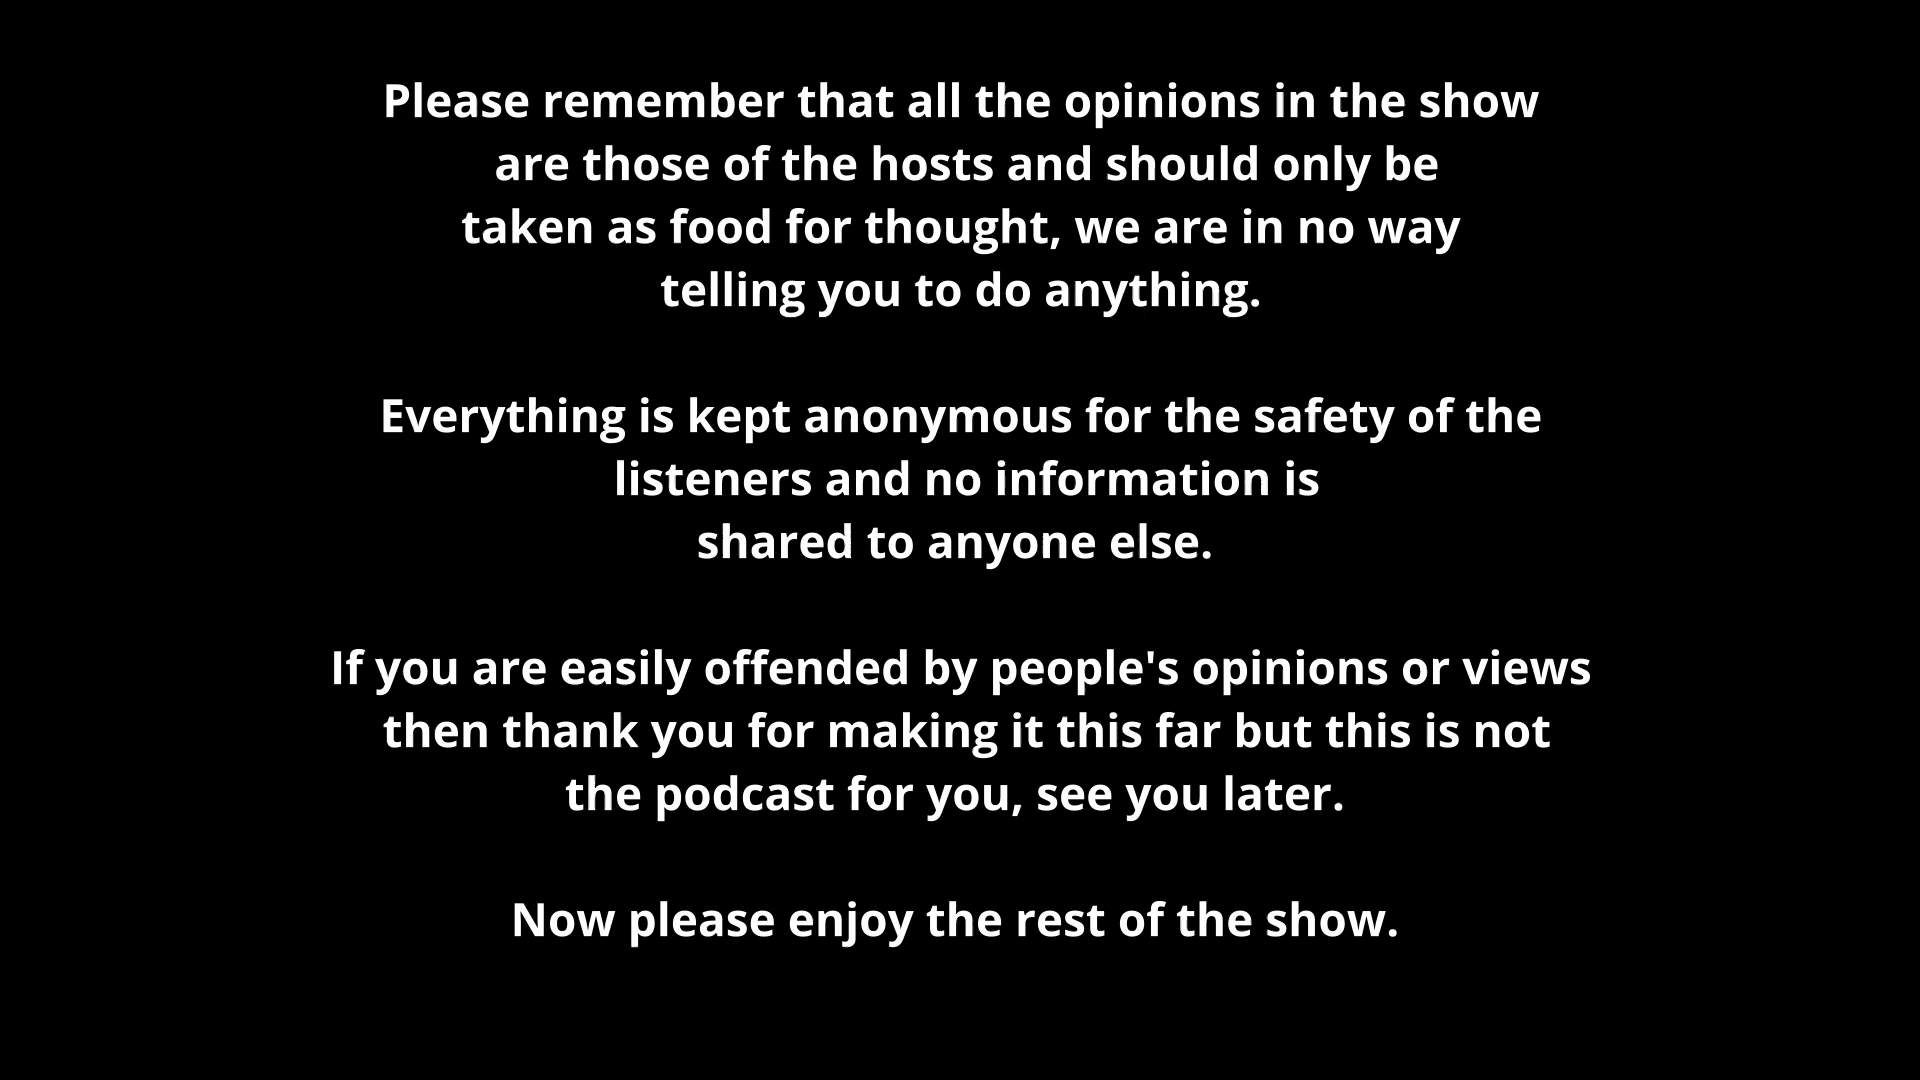 Please remember that all the opinions in the show
are those of the hosts and should only be
taken as food for thought, we are in no way
telling you to do anything.
Everything is kept anonymous for the safety of the
listeners and no information is
shared to anyone else.
If you are easily offended by people's opinions or views
then thank you for making it this far but this is not
the podcast for you, see you later.
Now please enjoy the rest of the show.